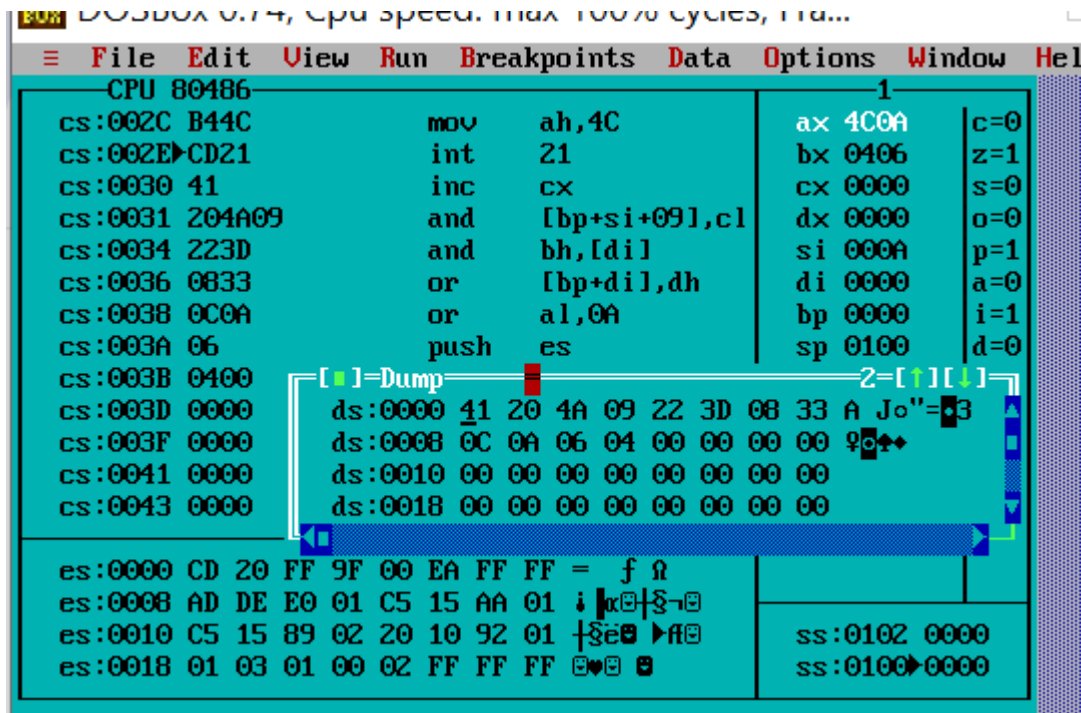 DOSBox 0.74, Cpu speed: max 100% cycles, Fra...
≡ File Edit View Run Breakpoints Data Options Window Hel
CPU 80486 1
cs:002C B44C mov ah,4C ax 4C0A c=0
cs:002E►CD21 int 21 bx 0406 z=1
cs:0030 41 inc cx cx 0000 s=0
cs:0031 204A09 and [bp+si+09],cl dx 0000 o=0
cs:0034 223D and bh,[di] si 000A p=1
cs:0036 0833 or [bp+di],dh di 0000 a=0
cs:0038 0C0A or al,0A bp 0000 i=1
cs:003A 06 push es sp 0100 d=0
cs:003B 0400 [■]=Dump 2=[↑][↓]
cs:003D 0000 ds:0000 41 20 4A 09 22 3D 08 33 A J○"=◘3
cs:003F 0000 ds:0008 0C 0A 06 04 00 00 00 00 ♀◙♠♦
cs:0041 0000 ds:0010 00 00 00 00 00 00 00 00
cs:0043 0000 ds:0018 00 00 00 00 00 00 00 00
es:0000 CD 20 FF 9F 00 EA FF FF = ƒ Ω
es:0008 AD DE E0 01 C5 15 AA 01 ¡▐α☺┼§¬☺
es:0010 C5 15 89 02 20 10 92 01 ┼§ë☻ ►Æ☺ ss:0102 0000
es:0018 01 03 01 00 02 FF FF FF ☺♥☺ ☻ ss:0100►0000